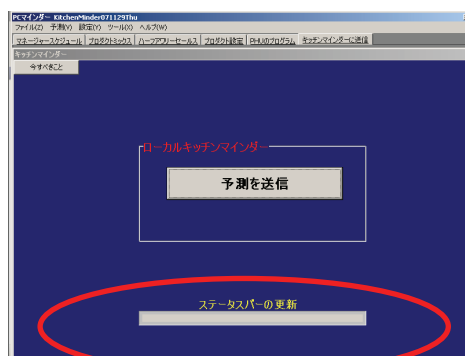 PCマインダー KitchenMinder071129Thu
ファイル(Z) 予測(V) 設定(Y) ツール(X) ヘルプ(W)
マネージャースケジュール プロダクトミックス ハーフアワリーセールス プロダクト設定 PHUのプログラム キッチンマインダーに送信
キッチンマインダー
今すべきこと
ローカルキッチンマインダー
予測を送信
ステータスバーの更新